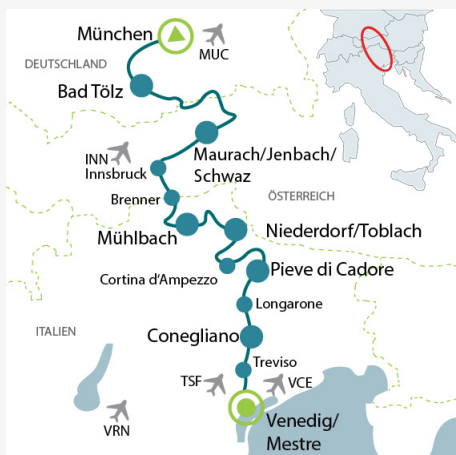 München
MUC
DEUTSCHLAND
Bad Tölz
Maurach/Jenbach/
Schwaz
INN
Innsbruck
Brenner
ÖSTERREICH
Mühlbach
Niederdorf/Toblach
Cortina d'Ampezzo
Pieve di Cadore
Longarone
ITALIEN
Conegliano
Treviso
TSF
VCE
VRN
Venedig/
Mestre